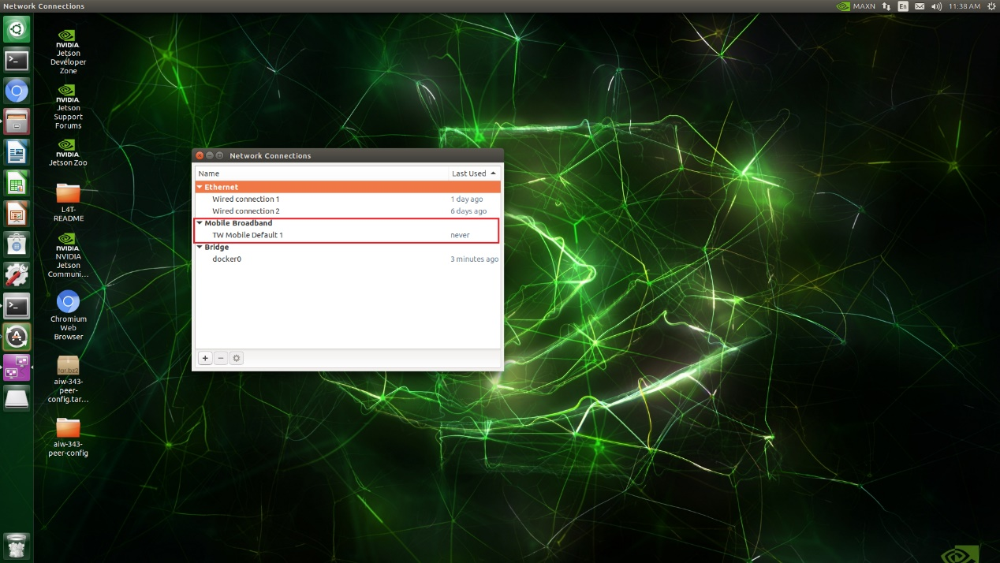 Network Connections
MAXN
En
11:38 AM
NVIDIA.
Jetson
Developer
Zone
NVIDIA.
Jetson
Support
Forums
NVIDIA.
Jetson Zoo
L4T-
README
NVIDIA.
NVIDIA
Jetson
Communi...
Chromium
Web
Browser
tar.bz2
aiw-343-
peer-
config.tar...
aiw-343-
peer-config
Network Connections
Name Last Used
Ethernet
Wired connection 1 1 day ago
Wired connection 2 6 days ago
Mobile Broadband
TW Mobile Default 1 never
Bridge
docker0 3 minutes ago